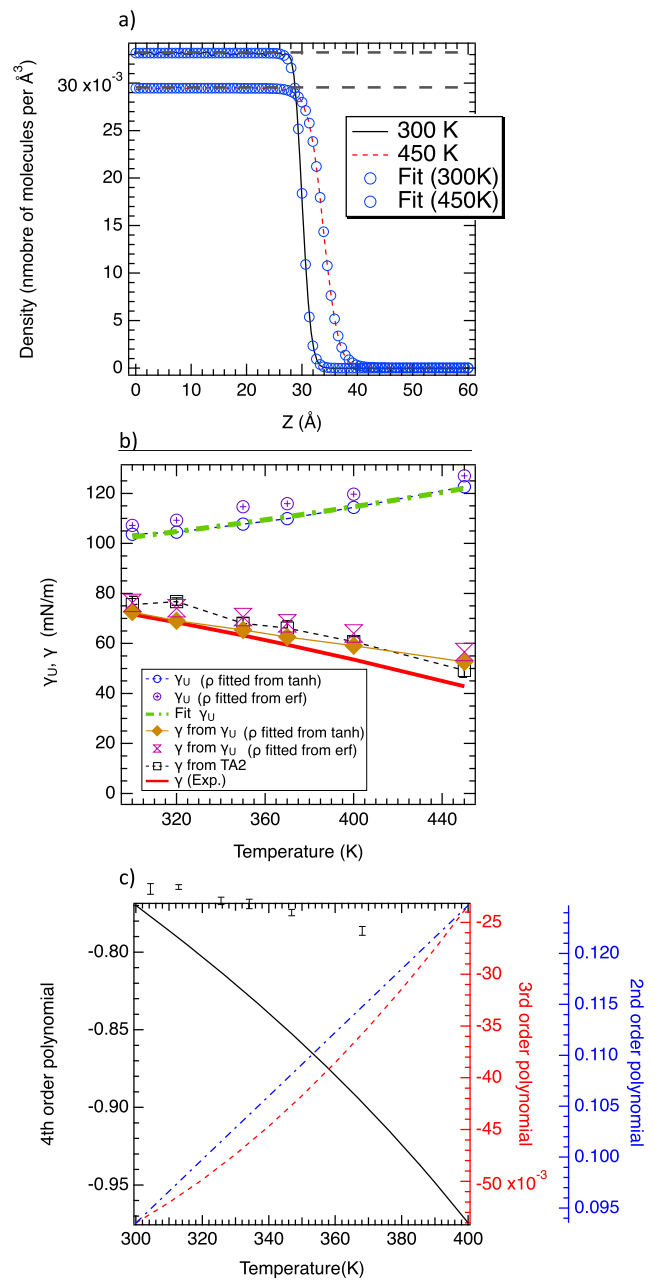 a)
Density (nmobre of molecules per Å3)
30 x10-3
25
20
15
10
5
0
300 K
450 K
Fit (300K)
Fit (450K)
0 10 20 30 40 50 60
Z (Å)
b)
γU, γ (mN/m)
120
100
80
60
40
20
0
γU (ρ fitted from tanh)
γU (ρ fitted from erf)
Fit γU
γ from γU (ρ fitted from tanh)
γ from γU (ρ fitted from erf)
γ from TA2
γ (Exp.)
320 360 400 440
Temperature (K)
c)
4th order polynomial
-0.80
-0.85
-0.90
-0.95
3rd order polynomial
-25
-30
-35
-40
-45
-50 x10-3
2nd order polynomial
0.120
0.115
0.110
0.105
0.100
0.095
300 320 340 360 380 400
Temperature(K)